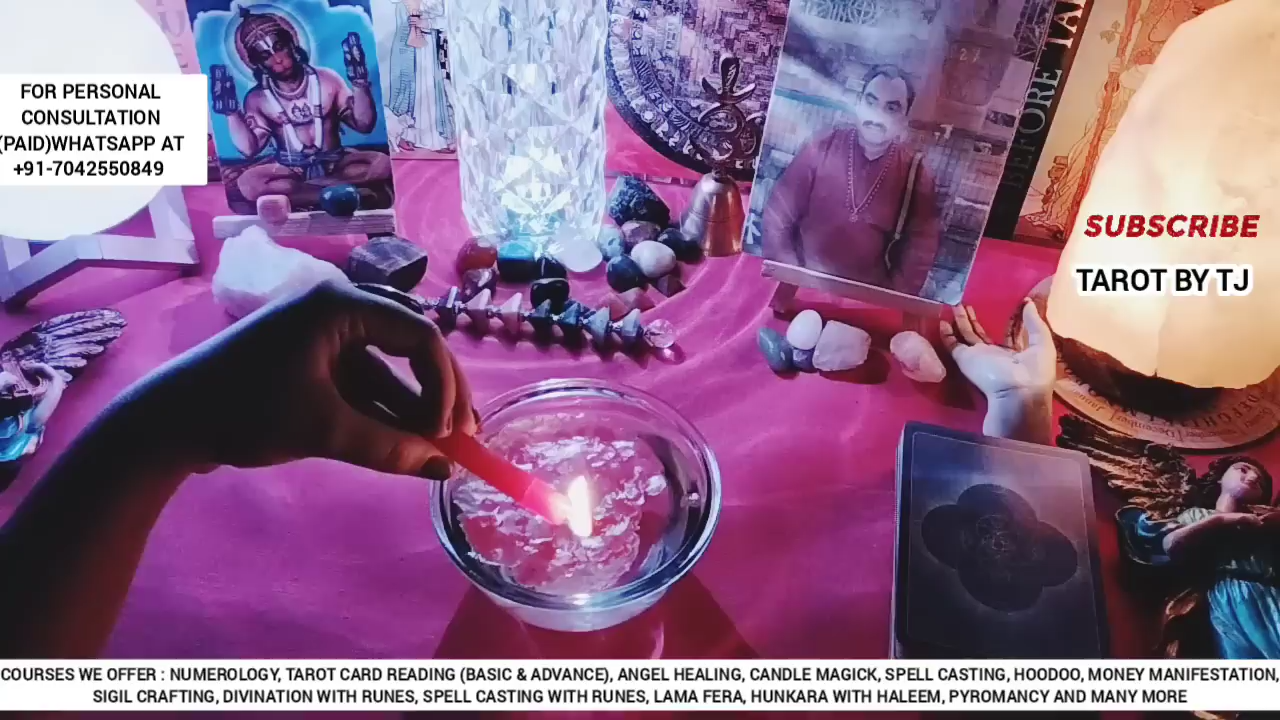 FOR PERSONAL
CONSULTATION
(PAID)WHATSAPP AT
+91-7042550849
BEFORE
SUBSCRIBE
TAROT BY TJ
COURSES WE OFFER : NUMEROLOGY, TAROT CARD READING (BASIC & ADVANCE), ANGEL HEALING, CANDLE MAGICK, SPELL CASTING, HOODOO, MONEY MANIFESTATION,
SIGIL CRAFTING, DIVINATION WITH RUNES, SPELL CASTING WITH RUNES, LAMA FERA, HUNKARA WITH HALEEM, PYROMANCY AND MANY MORE